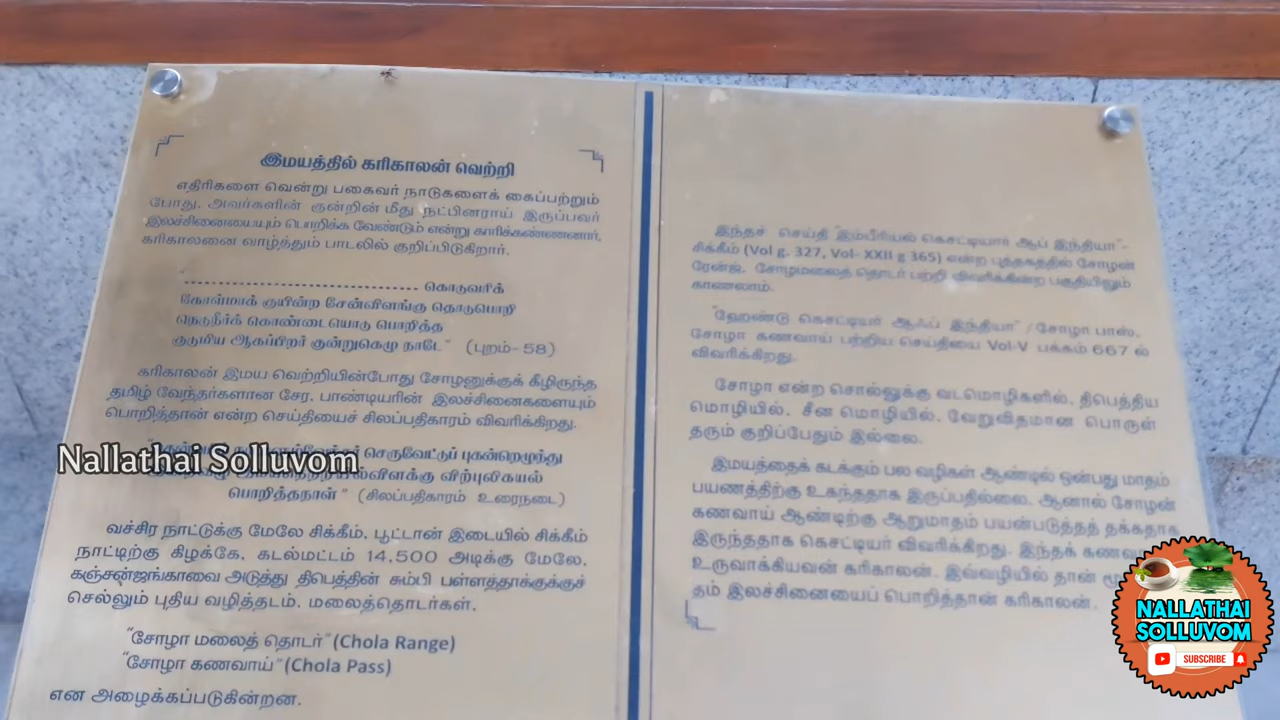 இமயத்தில் கரிகாலன் வெற்றி
எதிரிகளை வென்று பகைவர் நாடுகளைக் கைப்பற்றும்
போது, அவர்களின் குன்றின் மீது நட்பினராய் இருப்பவர்
இலச்சினையையும் பொறிக்க வேண்டும் என்று காரிக்கண்ணனார்,
கரிகாலனை வாழ்த்தும் பாடலில் குறிப்பிடுகிறார்.
".................................... கொடுவரிக்
கோள்மாக் குயின்ற சேண்விளங்கு தொடுபொறி
நெடுநீர்க் கெண்டையொடு பொறித்த
குடுமிய ஆகப்பிறர் குன்றுகெழு நாடே" (புறம்- 58)
கரிகாலன் இமய வெற்றியின்போது சோழனுக்குக் கீழிருந்த
தமிழ் வேந்தர்களான சேர, பாண்டியரின் இலச்சினைகளையும்
பொறித்தான் என்ற செய்தியைச் சிலப்பதிகாரம் விவரிக்கிறது.
செருவேட்டுப் புகன்றெழுந்து
விற்புலிகயல்
பொறித்தநாள்" (சிலப்பதிகாரம் உரைநடை)
வச்சிர நாட்டுக்கு மேலே சிக்கீம், பூட்டான் இடையில் சிக்கீம்
நாட்டிற்கு கிழக்கே, கடல்மட்டம் 14,500 அடிக்கு மேலே,
கஞ்சன்ஜங்காவை அடுத்து திபெத்தின் சும்பி பள்ளத்தாக்குக்குச்
செல்லும் புதிய வழித்தடம், மலைத்தொடர்கள்,
"சோழா மலைத் தொடர்" (Chola Range)
"சோழா கணவாய்" (Chola Pass)
என அழைக்கப்படுகின்றன.
இந்தச் செய்தி "இம்பீரியல் கெசட்டியார் ஆப் இந்தியா"-
சிக்கீம் (Vol g. 327, Vol- XXII g 365) என்ற புத்தகத்தில் சோழன்
ரேன்ஜ், சோழமலைத் தொடர் பற்றி விவரிக்கின்ற பகுதியிலும்
காணலாம்.
"ஹேண்டு கெசட்டியர் ஆஃப் இந்தியா" / சோழா பாஸ்,
சோழா கணவாய் பற்றிய செய்தியை Vol-V பக்கம் 667 ல்
விவரிக்கிறது.
சோழா என்ற சொல்லுக்கு வடமொழிகளில், திபெத்திய
மொழியில், சீன மொழியில், வேறுவிதமான பொருள்
தரும் குறிப்பேதும் இல்லை.
இமயத்தைக் கடக்கும் பல வழிகள் ஆண்டில் ஒன்பது மாதம்
பயணத்திற்கு உகந்ததாக இருப்பதில்லை. ஆனால் சோழன்
கணவாய் ஆண்டிற்கு ஆறுமாதம் பயன்படுத்தத் தக்கதாக
இருந்ததாக கெசட்டியர் விவரிக்கிறது. இந்தக்
உருவாக்கியவன் கரிகாலன். இவ்வழியில் தான்
தம் இலச்சினையைப் பொறித்தான் கரிகாலன்.
Nallathai Solluvom
NALLATHAI
SOLLUVOM
SUBSCRIBE